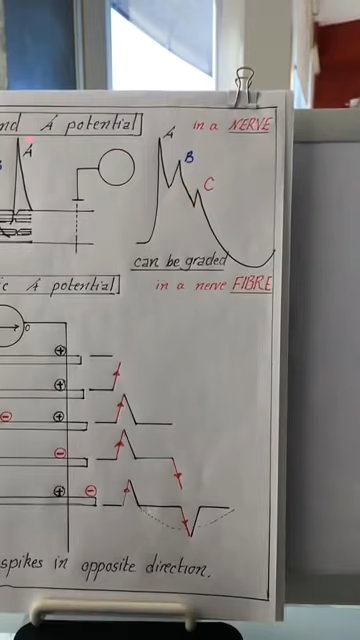 nd A potential in a NERVE
A
A
B
B
C
can be graded
ic A potential in a nerve FIBRE
o
+
+
− +
−
+ −
spikes in opposite direction.